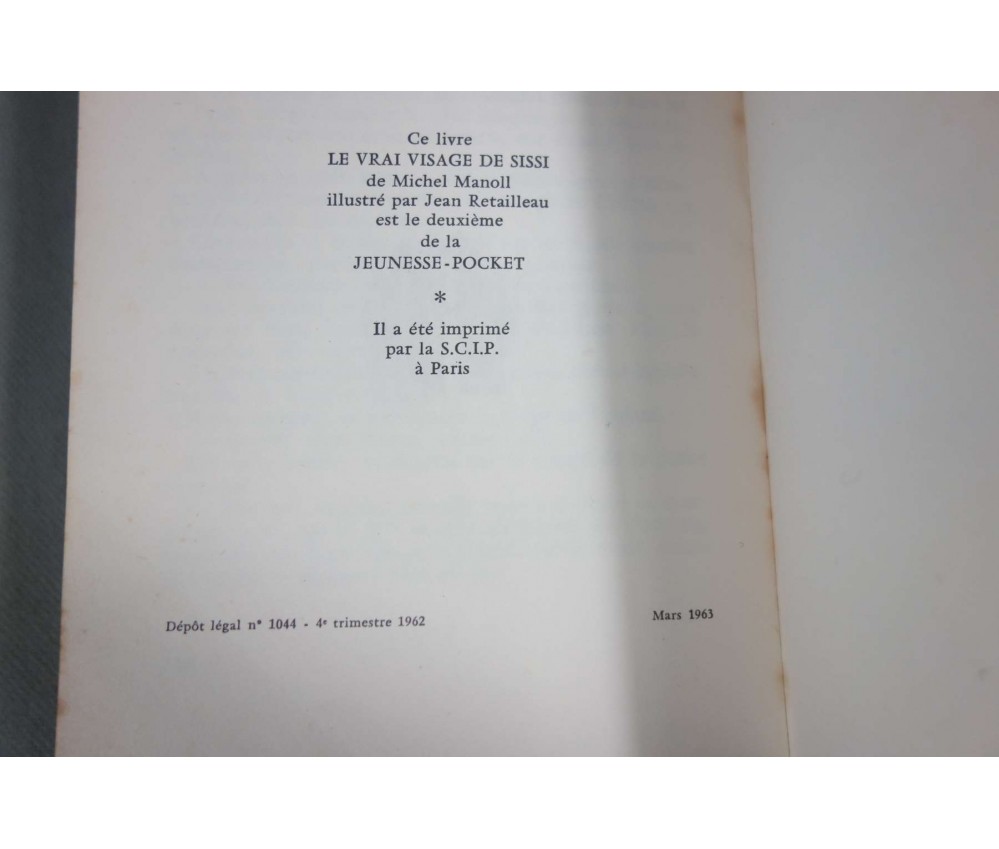 Ce livre
LE VRAI VISAGE DE SISSI
de Michel Manoll
illustré par Jean Retailleau
est le deuxième
de la
JEUNESSE-POCKET
*
Il a été imprimé
par la S.C.I.P.
à Paris
Dépôt légal n° 1044 - 4e trimestre 1962
Mars 1963